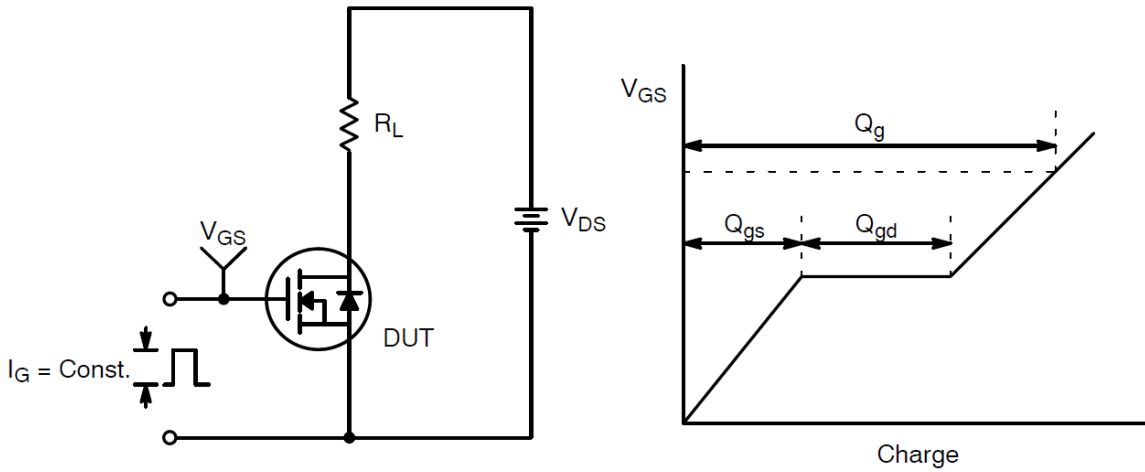 R_L
V_GS
V_DS
DUT
I_G = Const.
V_GS
Q_g
Q_gs
Q_gd
Charge